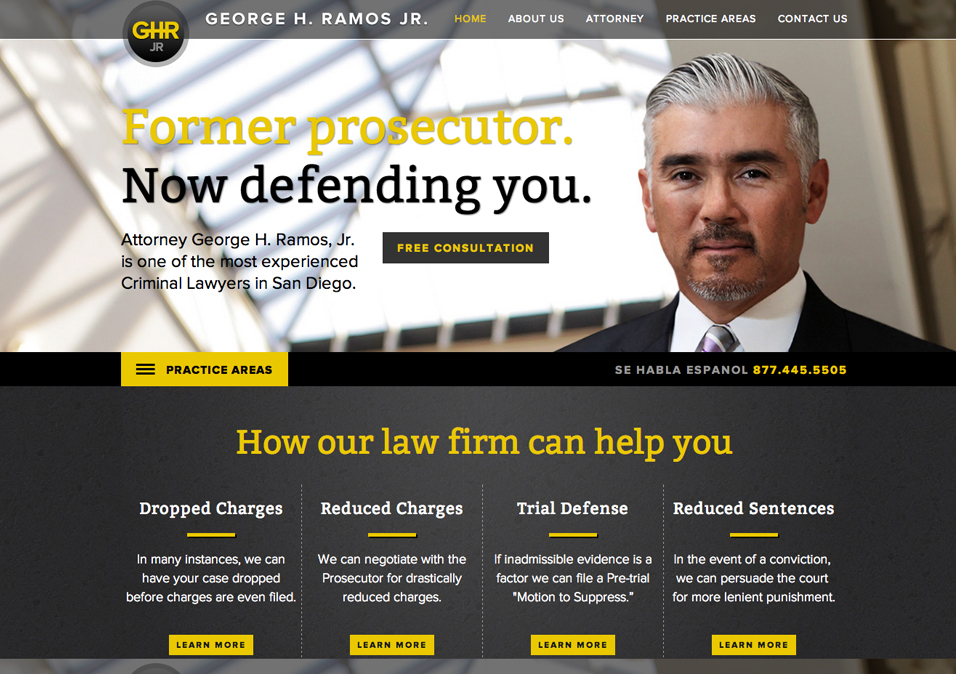 GHR
JR
GEORGE H. RAMOS JR.
HOME ABOUT US ATTORNEY PRACTICE AREAS CONTACT US
Former prosecutor.
Now defending you.
Attorney George H. Ramos, Jr.
is one of the most experienced
Criminal Lawyers in San Diego.
FREE CONSULTATION
PRACTICE AREAS
SE HABLA ESPANOL 877.445.5505
How our law firm can help you
Dropped Charges
In many instances, we can
have your case dropped
before charges are even filed.
LEARN MORE
Reduced Charges
We can negotiate with the
Prosecutor for drastically
reduced charges.
LEARN MORE
Trial Defense
If inadmissible evidence is a
factor we can file a Pre-trial
"Motion to Suppress.”
LEARN MORE
Reduced Sentences
In the event of a conviction,
we can persuade the court
for more lenient punishment.
LEARN MORE